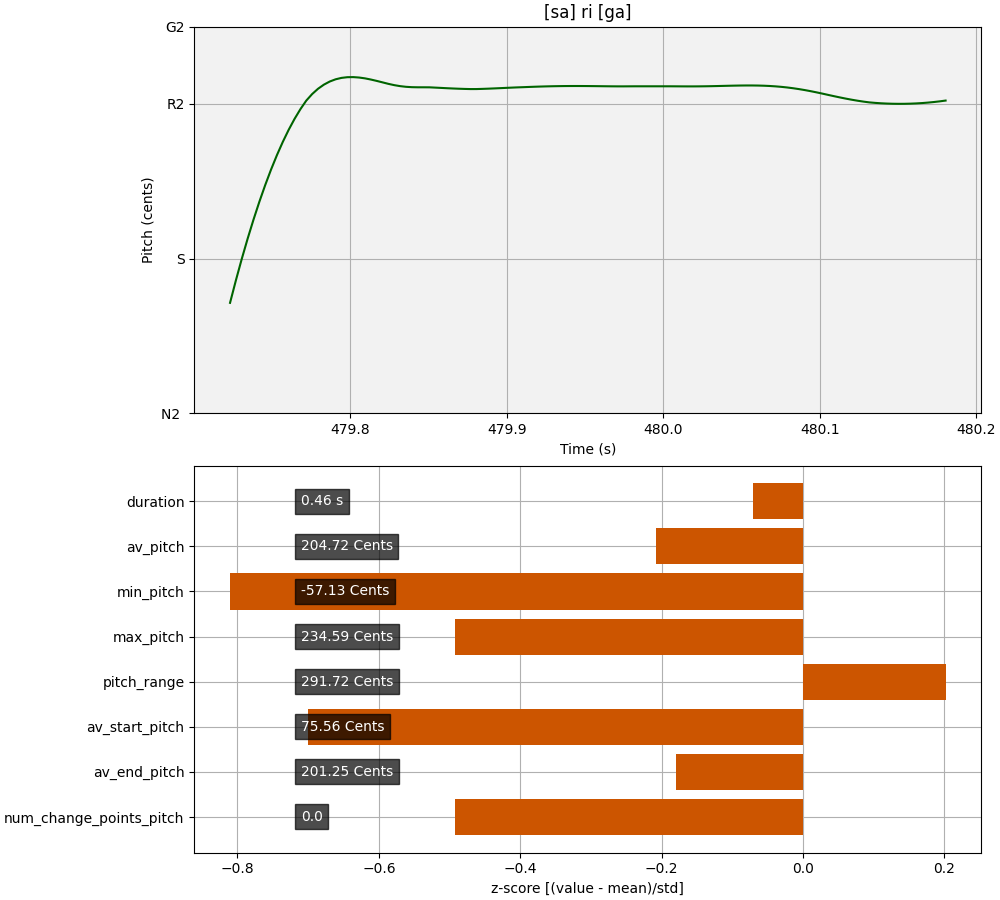 [sa] ri [ga]
G2
R2
S
N2
Pitch (cents)
479.8 479.9 480.0 480.1 480.2
Time (s)
duration 0.46 s
av_pitch 204.72 Cents
min_pitch -57.13 Cents
max_pitch 234.59 Cents
pitch_range 291.72 Cents
av_start_pitch 75.56 Cents
av_end_pitch 201.25 Cents
num_change_points_pitch 0.0
−0.8 −0.6 −0.4 −0.2 0.0 0.2
z-score [(value - mean)/std]